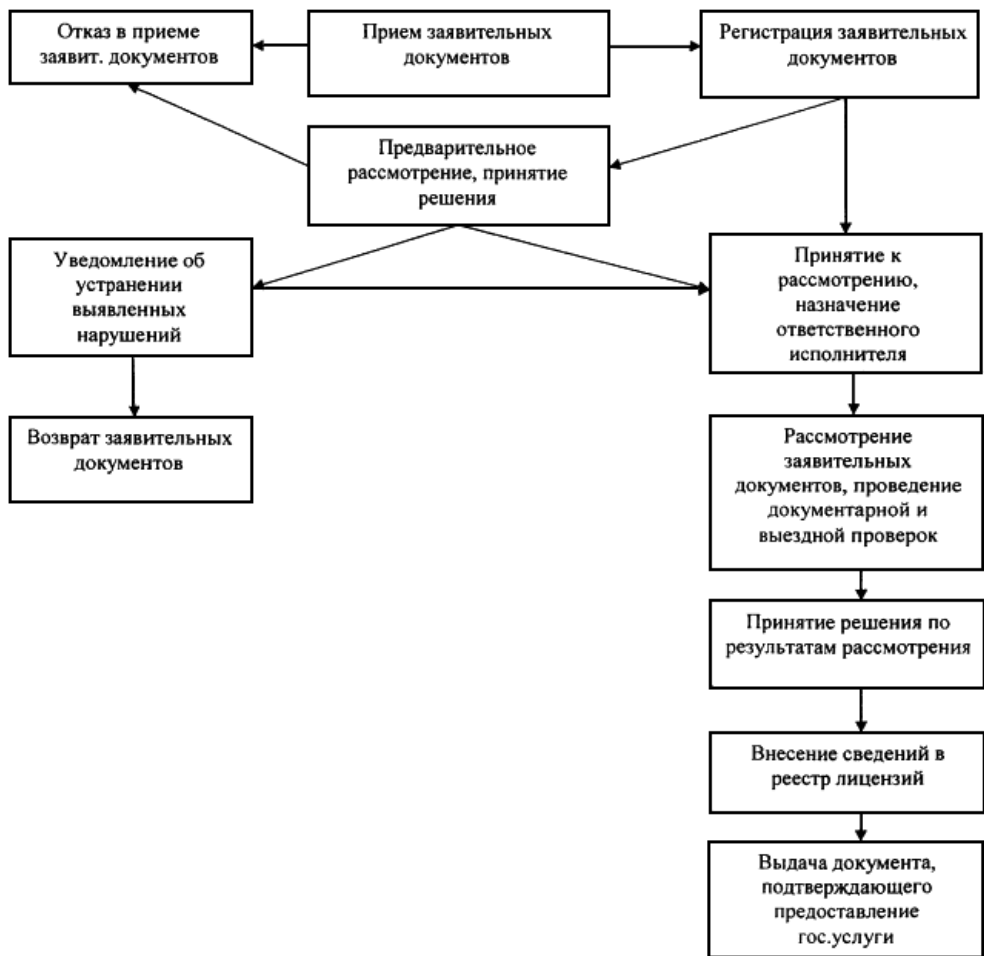 Отказ в приеме
заявит. документов
Прием заявительных
документов
Регистрация заявительных
документов
Предварительное
рассмотрение, принятие
решения
Уведомление об
устранении
выявленных
нарушений
Принятие к
рассмотрению,
назначение
ответственного
исполнителя
Возврат заявительных
документов
Рассмотрение
заявительных
документов, проведение
документарной и
выездной проверок
Принятие решения по
результатам рассмотрения
Внесение сведений в
реестр лицензий
Выдача документа,
подтверждающего
предоставление
гос.услуги